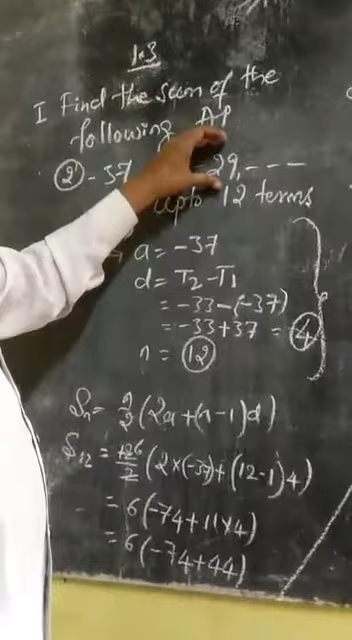 1.3
I Find the sum of the
following AP
② -37 29, - - -
upto 12 terms
→ a = -37
d = T₂ - T₁
= -33 - (-37)
= -33 + 37 = 4
n = 12
Sₙ = n/2 (2a + (n - 1) d)
S₁₂ = 12 6/2 (2 × (-37) + (12 - 1) 4)
= 6 (-74 + 11 × 4)
= 6 (-74 + 44)